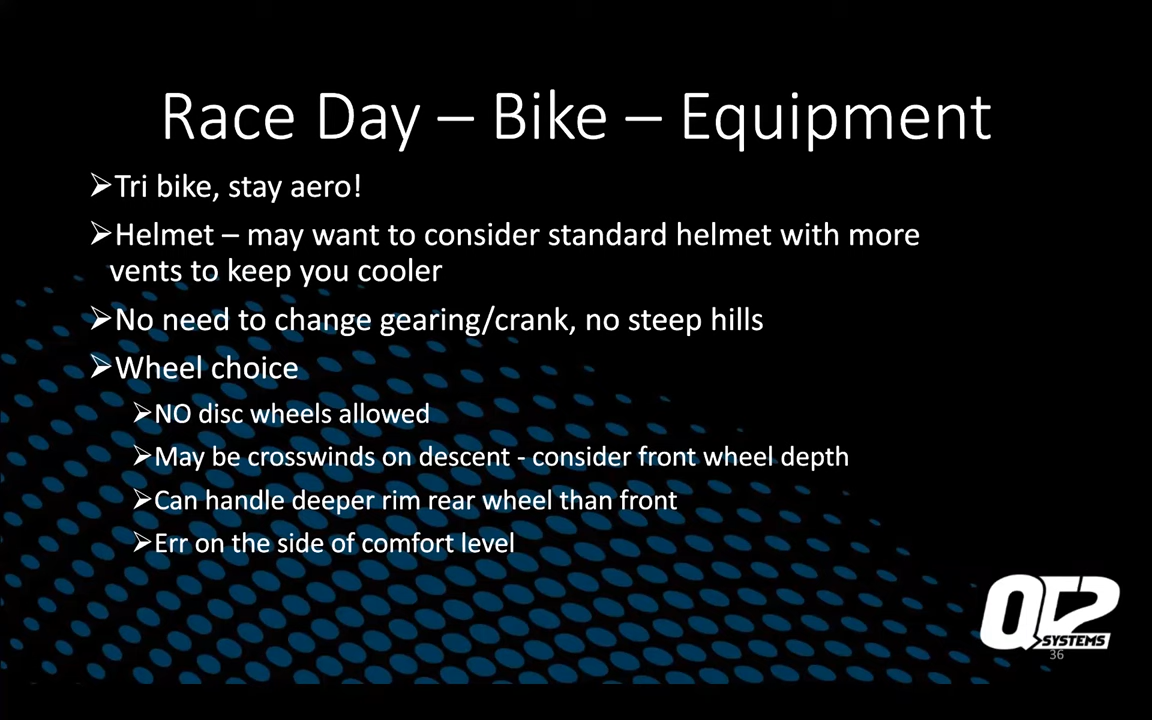 Race Day – Bike – Equipment
➢Tri bike, stay aero!
➢Helmet – may want to consider standard helmet with more
vents to keep you cooler
➢No need to change gearing/crank, no steep hills
➢Wheel choice
➢NO disc wheels allowed
➢May be crosswinds on descent - consider front wheel depth
➢Can handle deeper rim rear wheel than front
➢Err on the side of comfort level
QT2
SYSTEMS
36